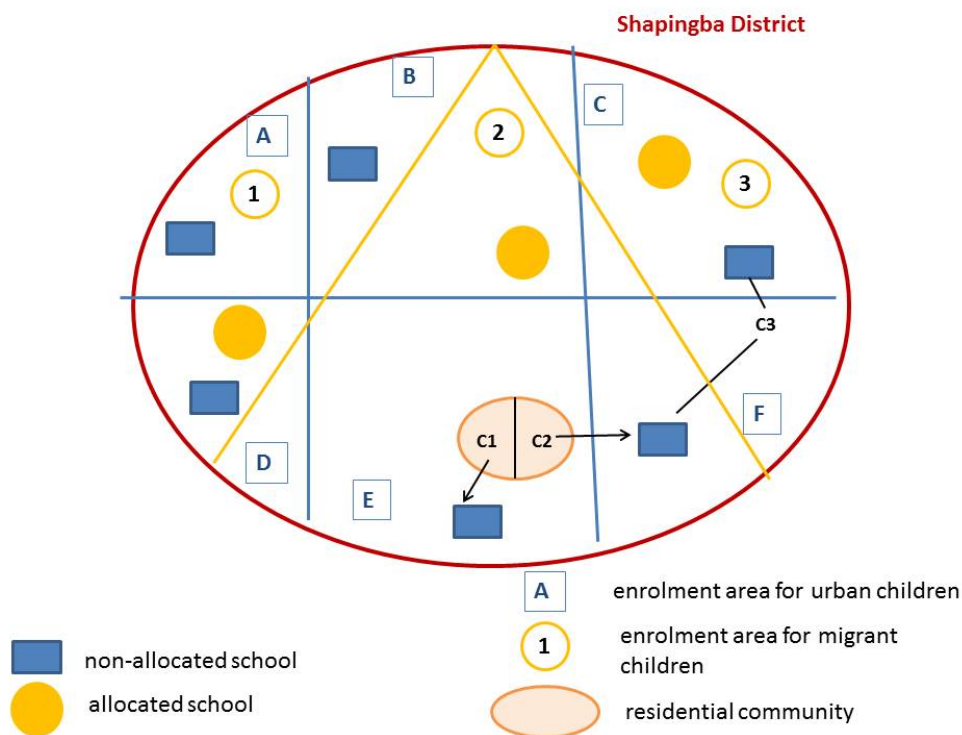 Shapingba District
B
C
A
2
1
3
C3
F
C1
C2
D
E
A
enrolment area for urban children
1
enrolment area for migrant
children
non-allocated school
allocated school
residential community